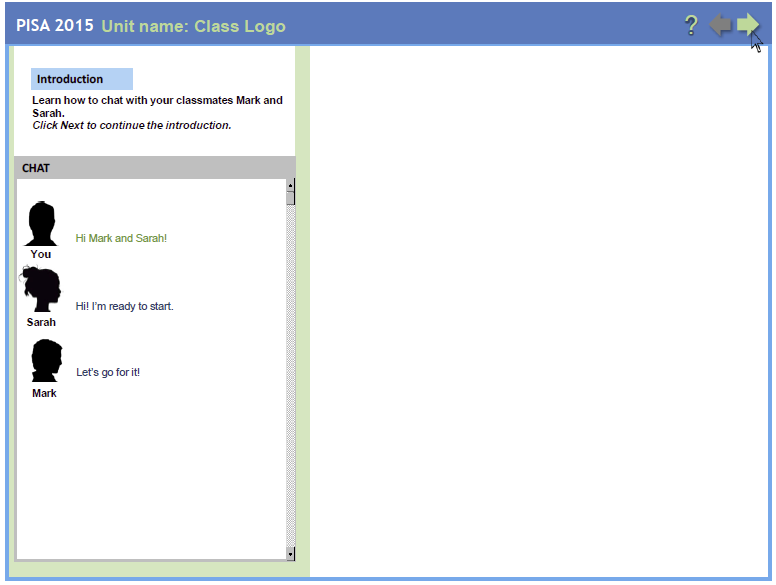 PISA 2015 Unit name: Class Logo ?
Introduction
Learn how to chat with your classmates Mark and
Sarah.
Click Next to continue the introduction.
CHAT
Hi Mark and Sarah!
You
Hi! I'm ready to start.
Sarah
Let's go for it!
Mark